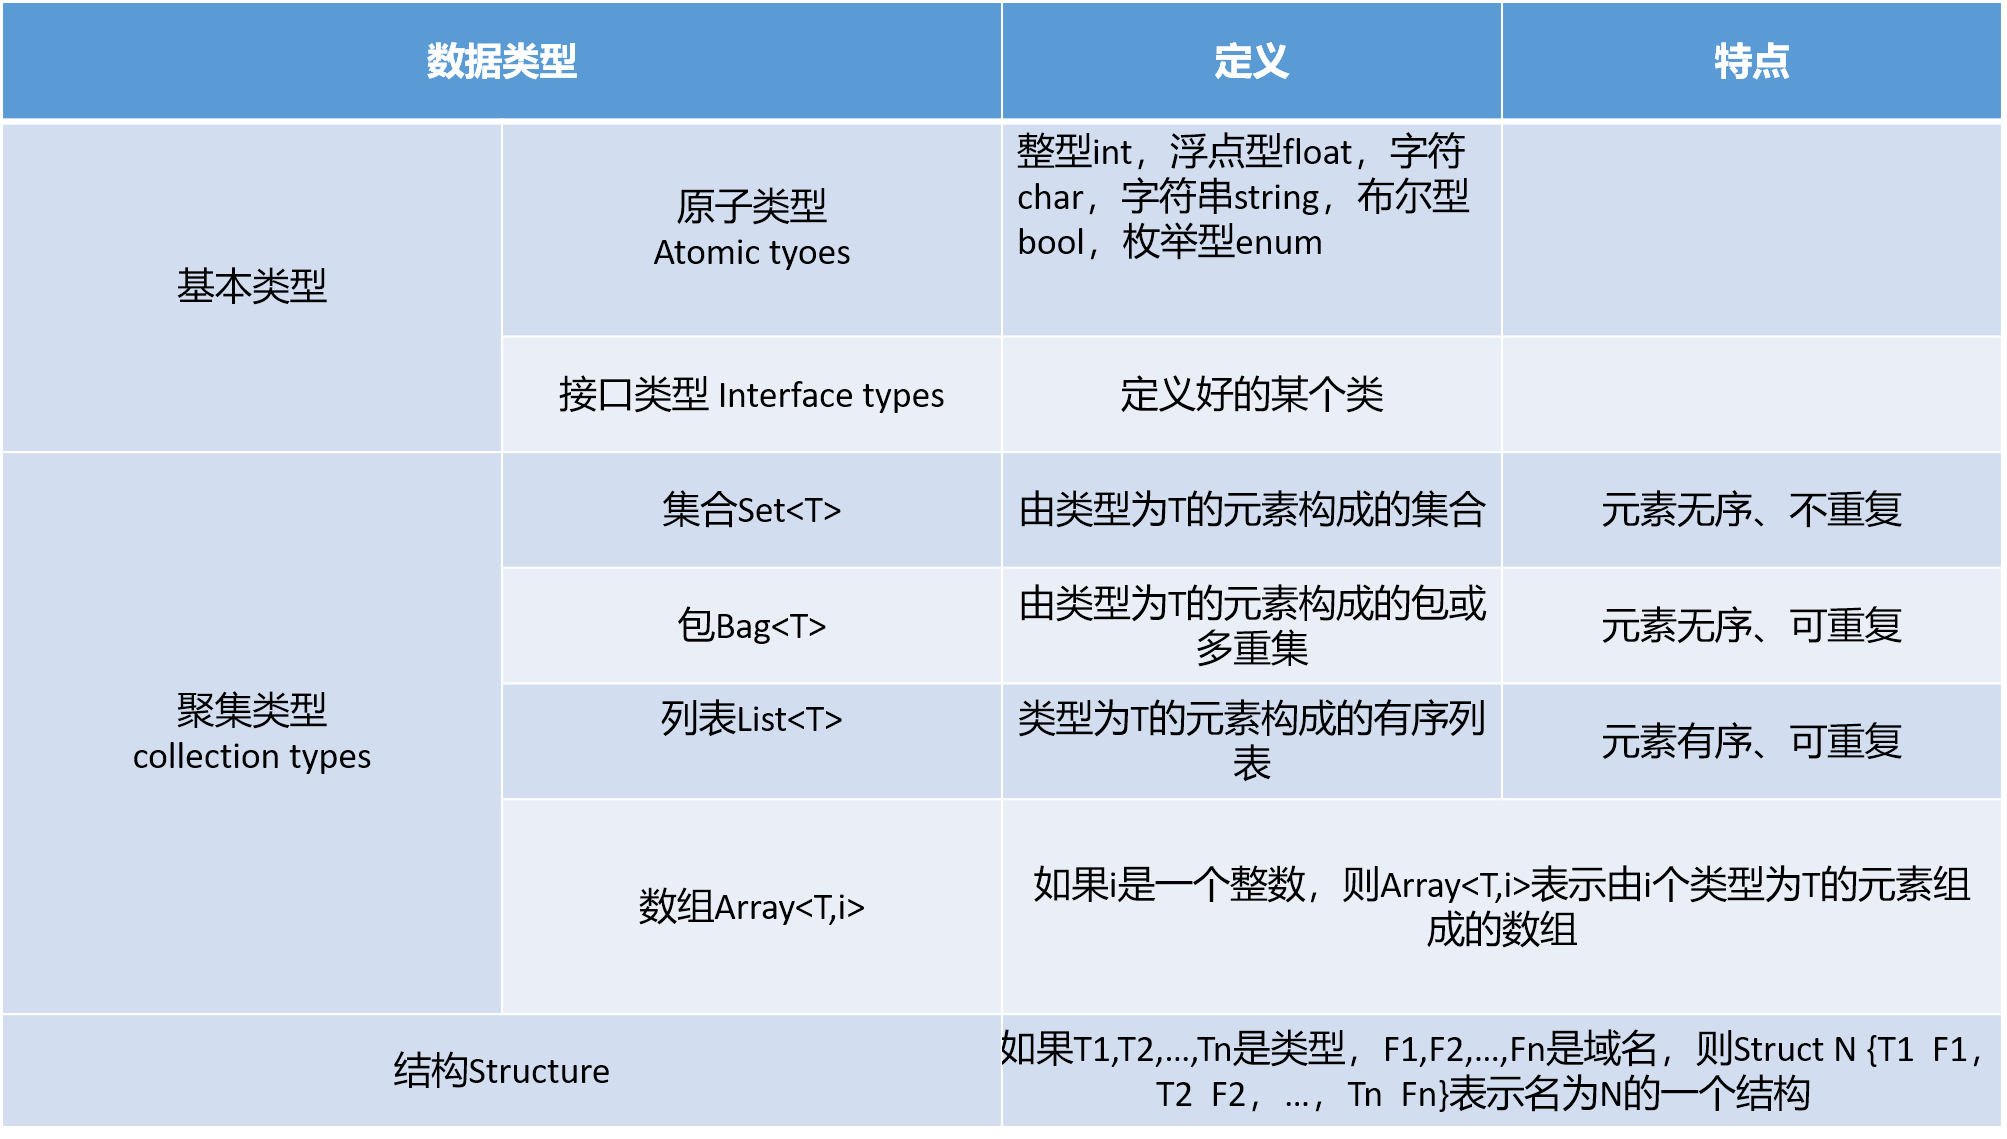 数据类型
定义
特点
基本类型
原子类型
Atomic tyoes
整型int，浮点型float，字符
char，字符串string，布尔型
bool，枚举型enum
接口类型 Interface types
定义好的某个类
聚集类型
collection types
集合Set<T>
由类型为T的元素构成的集合
元素无序、不重复
包Bag<T>
由类型为T的元素构成的包或
多重集
元素无序、可重复
列表List<T>
类型为T的元素构成的有序列
表
元素有序、可重复
数组Array<T,i>
如果i是一个整数，则Array<T,i>表示由i个类型为T的元素组
成的数组
结构Structure
如果T1,T2,...,Tn是类型，F1,F2,...,Fn是域名，则Struct N {T1  F1，
T2  F2，...，Tn  Fn}表示名为N的一个结构